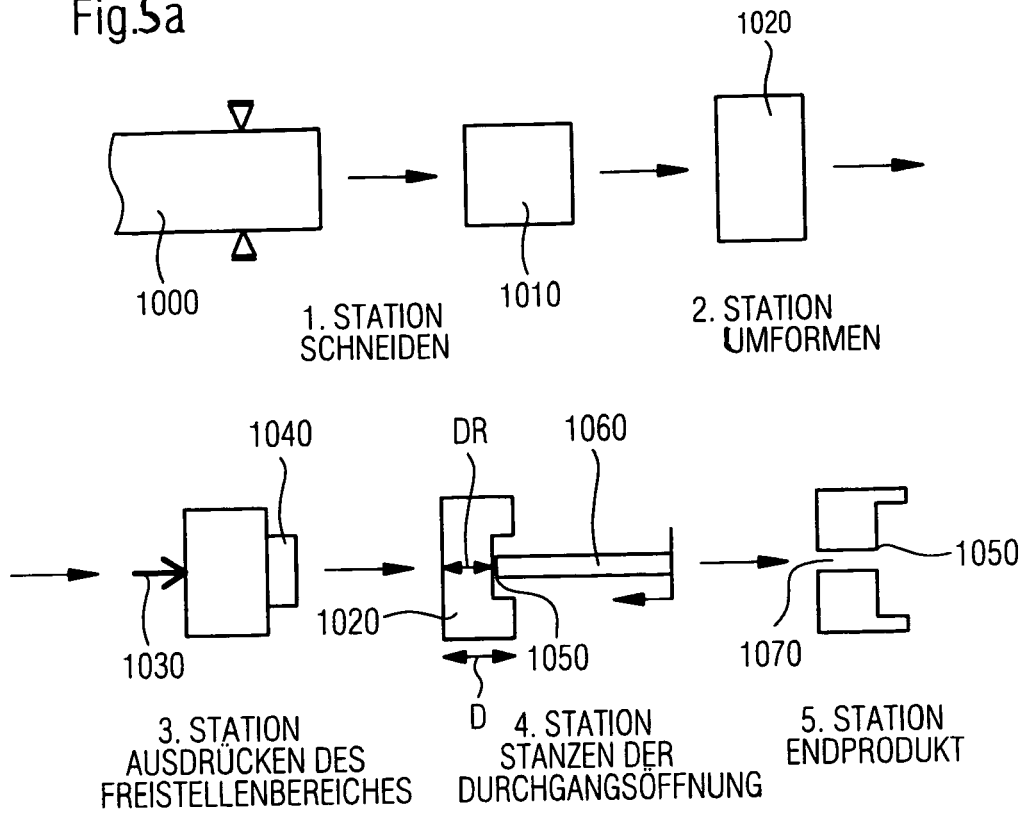 Fig.5a
1020
1000
1010
1. STATION
SCHNEIDEN
2. STATION
UMFORMEN
1040
DR
1060
1030
1020
1050
D
1070
1050
3. STATION
AUSDRÜCKEN DES
FREISTELLENBEREICHES
4. STATION
STANZEN DER
DURCHGANGSÖFFNUNG
5. STATION
ENDPRODUKT